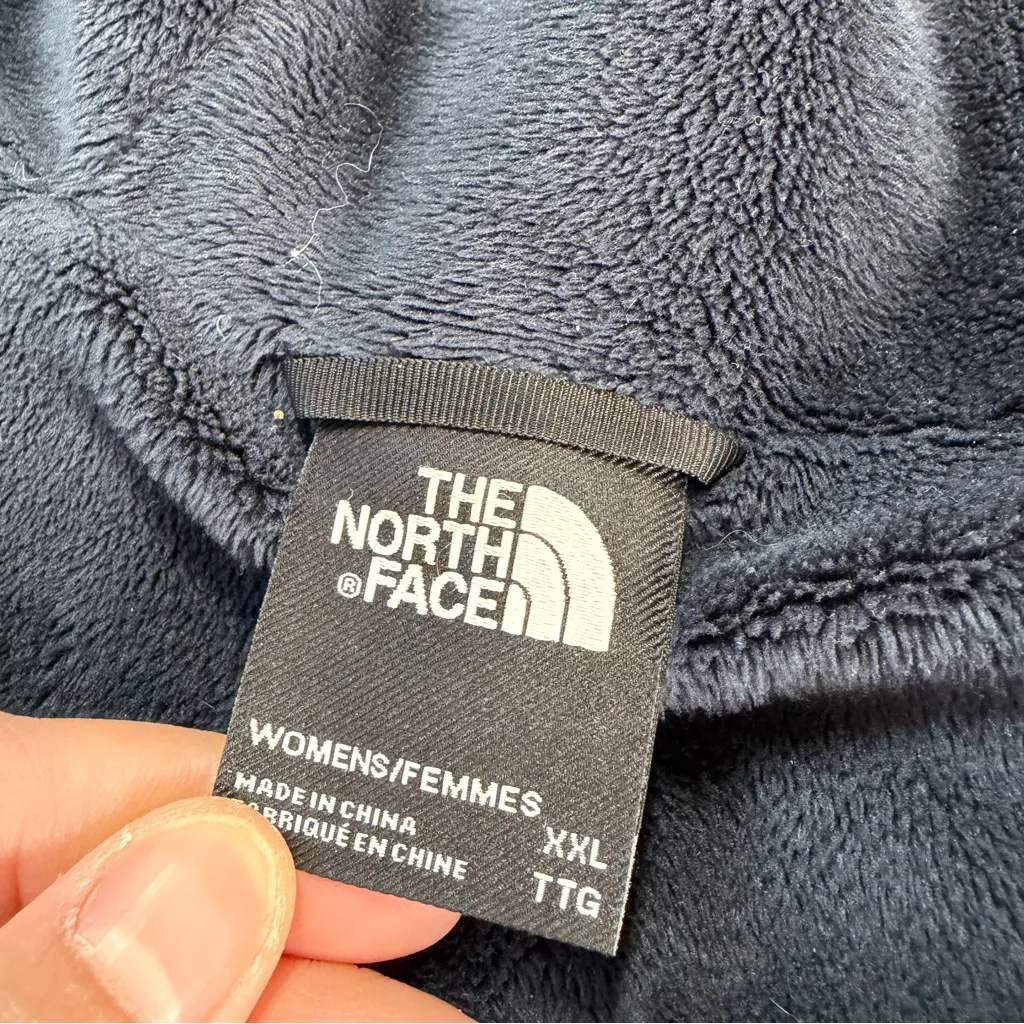 THE
NORTH
®FACE
WOMENS/FEMMES
MADE IN CHINA
FABRIQUÉ EN CHINE
XXL
TTG